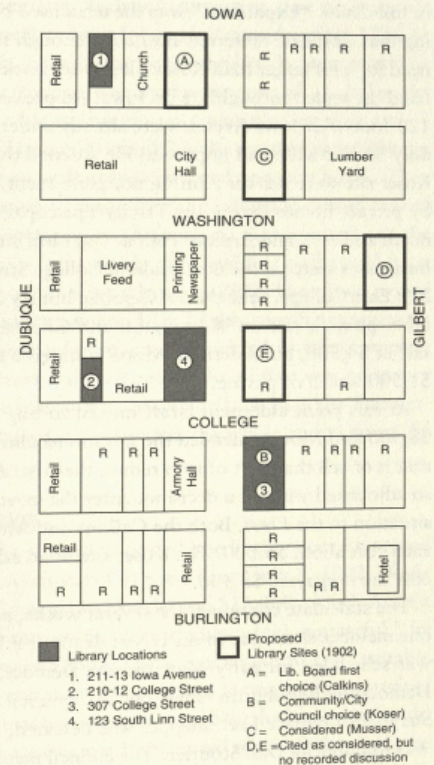 IOWA
Retail
1
Church
A
R R R R
R
R
Retail
City
Hall
C
Lumber
Yard
WASHINGTON
DUBUQUE
GILBERT
Retail
Livery
Feed
Printing
Newspaper
R R R
R
R
R
D
Retail
R
2
Retail
4
E
R
COLLEGE
Retail
R R R
Armory
Hall
B
3
R R R R
Retail
R R R
Retail
R
R
R
R
R R
Hotel
BURLINGTON
Library Locations
1. 211-13 Iowa Avenue
2. 210-12 College Street
3. 307 College Street
4. 123 South Linn Street
Proposed
Library Sites (1902)
A = Lib. Board first
choice (Calkins)
B = Community/City
Council choice (Koser)
C = Considered (Musser)
D,E =Cited as considered, but
no recorded discussion